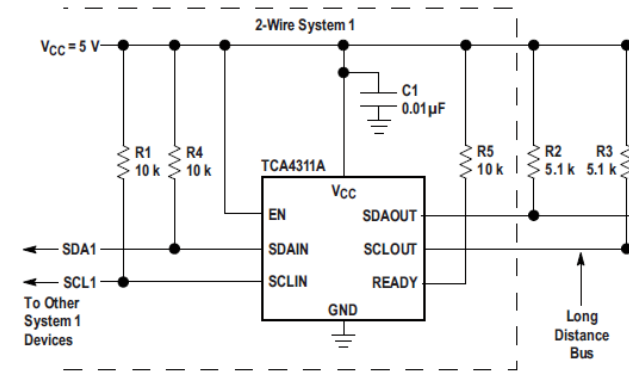 2-Wire System 1
VCC = 5 V
C1
0.01µF
R1
10 k
R4
10 k
R5
10 k
R2
5.1 k
R3
5.1 k
TCA4311A
VCC
EN
SDAOUT
SDA1
SDAIN
SCLOUT
SCL1
SCLIN
READY
GND
To Other
System 1
Devices
Long
Distance
Bus